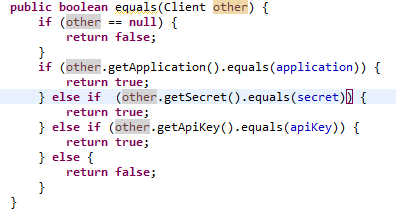 public boolean equals(Client other) {
    if (other == null) {
        return false;
    }
    if (other.getApplication().equals(application)) {
        return true;
    } else if  (other.getSecret().equals(secret)) {
        return true;
    } else if (other.getApiKey().equals(apiKey)) {
        return true;
    } else {
        return false;
    }
}